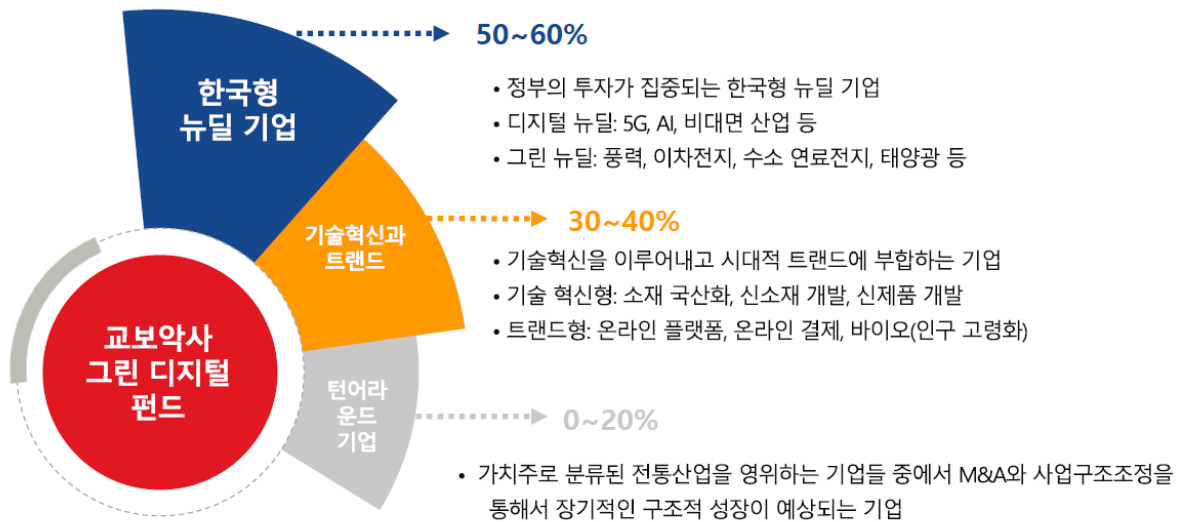 한국형
뉴딜 기업
50~60%
• 정부의 투자가 집중되는 한국형 뉴딜 기업
• 디지털 뉴딜: 5G, AI, 비대면 산업 등
• 그린 뉴딜: 풍력, 이차전지, 수소 연료전지, 태양광 등
기술혁신과
트랜드
30~40%
• 기술혁신을 이루어내고 시대적 트랜드에 부합하는 기업
• 기술 혁신형: 소재 국산화, 신소재 개발, 신제품 개발
• 트랜드형: 온라인 플랫폼, 온라인 결제, 바이오(인구 고령화)
교보악사
그린 디지털
펀드
턴어라
운드
기업
0~20%
• 가치주로 분류된 전통산업을 영위하는 기업들 중에서 M&A와 사업구조조정을
통해서 장기적인 구조적 성장이 예상되는 기업